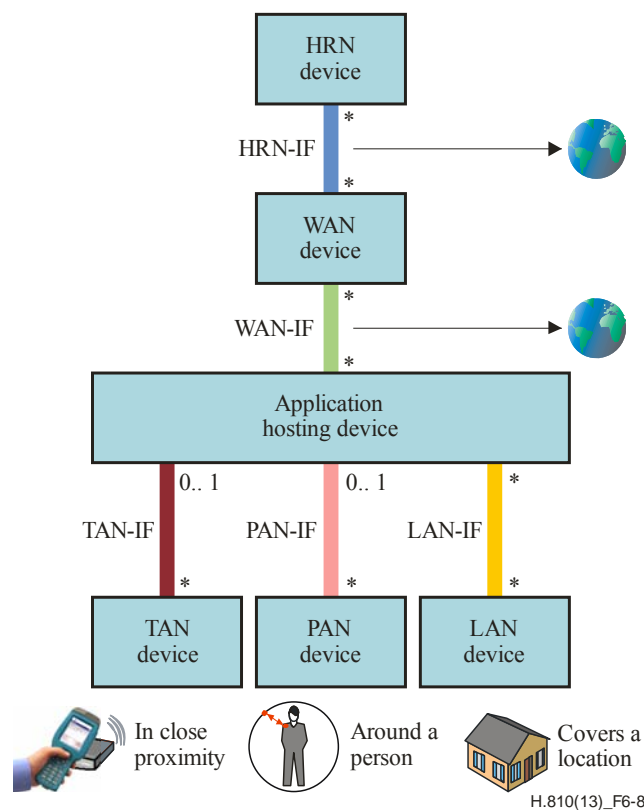 HRN
device
*
HRN-IF
*
WAN
device
*
WAN-IF
*
Application
hosting device
0.. 1
0.. 1
*
TAN-IF
PAN-IF
LAN-IF
*
*
*
TAN
device
PAN
device
LAN
device
In close
proximity
Around a
person
Covers a
location
H.810(13)_F6-8